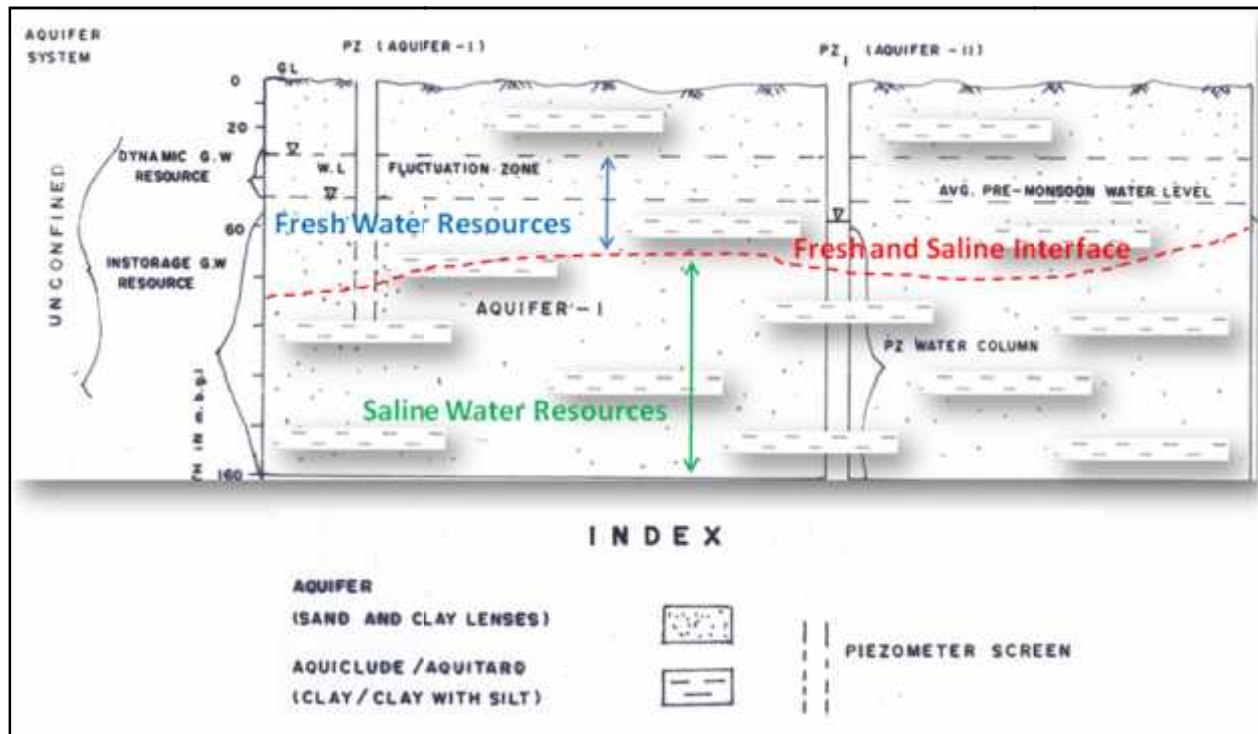 AQUIFER
SYSTEM
PZ (AQUIFER-I)
PZ1 (AQUIFER-II)
G L
0
20
DYNAMIC G.W
RESOURCE
W.L
FLUCTUATION ZONE
AVG. PRE-MONSOON WATER LEVEL
UNCONFINED
60
Fresh Water Resources
Fresh and Saline Interface
INSTORAGE G.W
RESOURCE
AQUIFER - I
PZ WATER COLUMN
Saline Water Resources
IN m. b.g.l
160
INDEX
AQUIFER
(SAND AND CLAY LENSES)
PIEZOMETER SCREEN
AQUICLUDE / AQUITARD
(CLAY/CLAY WITH SILT)